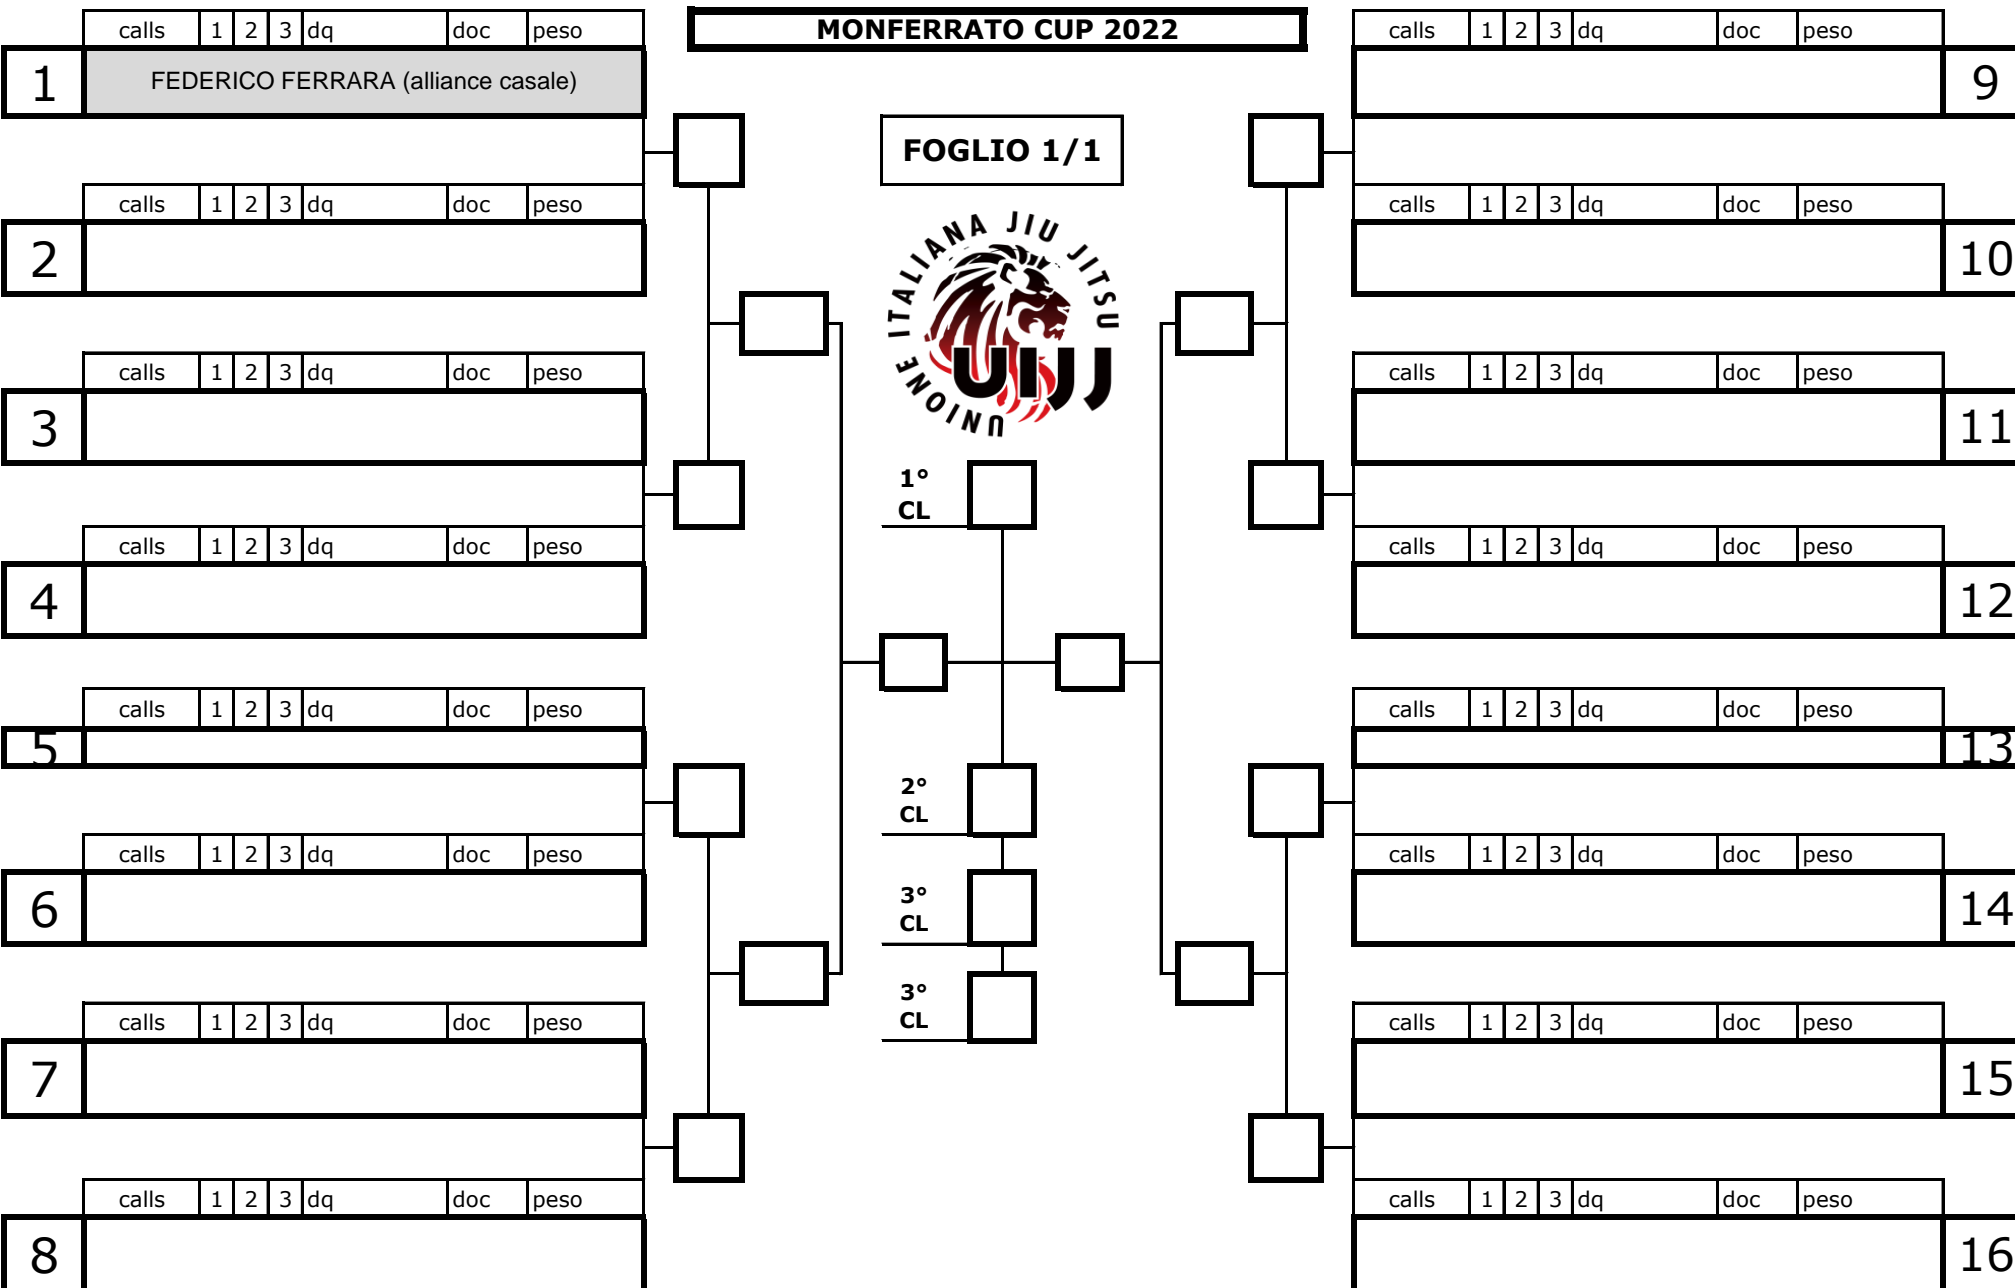 MONFERRATO CUP 2022
calls 1 2 3 dq doc peso
1 FEDERICO FERRARA (alliance casale)
calls 1 2 3 dq doc peso
2
calls 1 2 3 dq doc peso
3
calls 1 2 3 dq doc peso
4
calls 1 2 3 dq doc peso
5
calls 1 2 3 dq doc peso
6
calls 1 2 3 dq doc peso
7
calls 1 2 3 dq doc peso
8
FOGLIO 1/1
UNIONE ITALIANA JIU JITSU
UIJJ
1°
CL
2°
CL
3°
CL
3°
CL
calls 1 2 3 dq doc peso
9
calls 1 2 3 dq doc peso
10
calls 1 2 3 dq doc peso
11
calls 1 2 3 dq doc peso
12
calls 1 2 3 dq doc peso
13
calls 1 2 3 dq doc peso
14
calls 1 2 3 dq doc peso
15
calls 1 2 3 dq doc peso
16